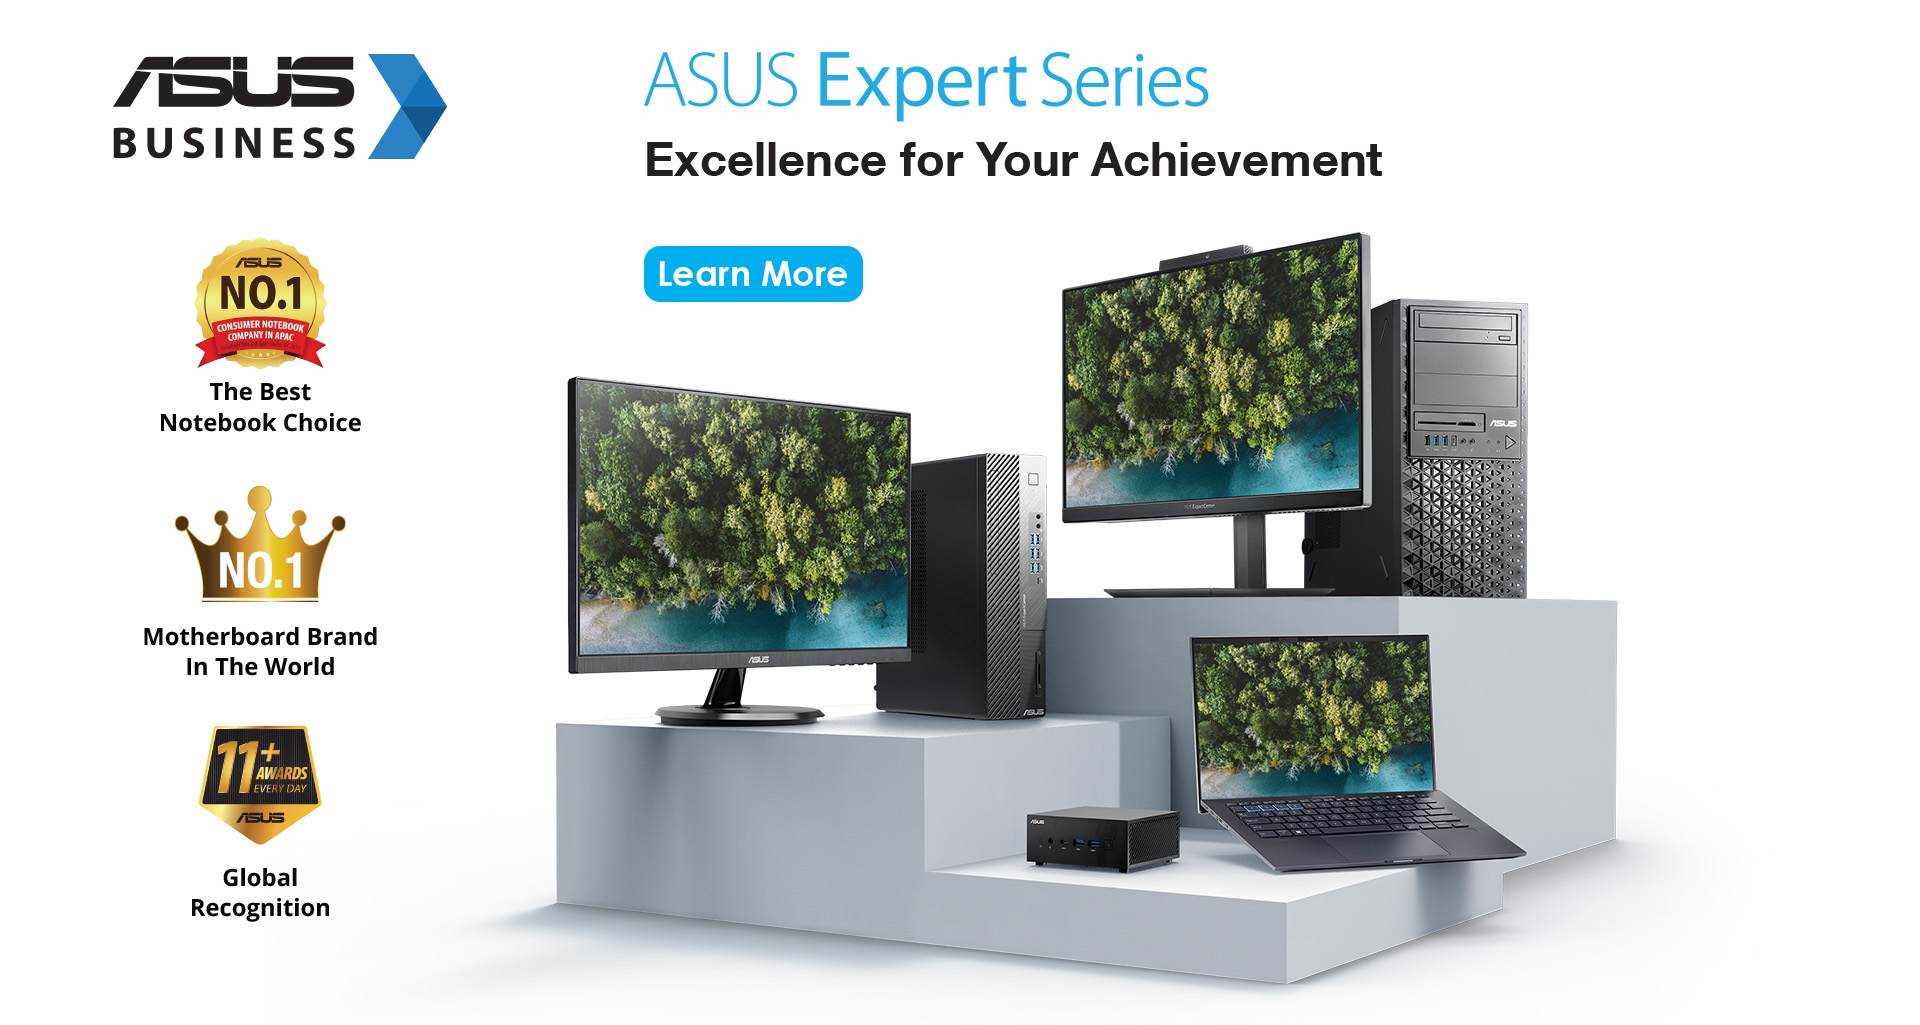 ASUS
BUSINESS
ASUS Expert Series
Excellence for Your Achievement
Learn More
ASUS
NO.1
CONSUMER NOTEBOOK
COMPANY IN APAC
The Best
Notebook Choice
NO.1
Motherboard Brand
In The World
11+
AWARDS
EVERY DAY
ASUS
Global
Recognition
ASUS
ASUS
ASUS ExpertCenter
ASUS
ASUS